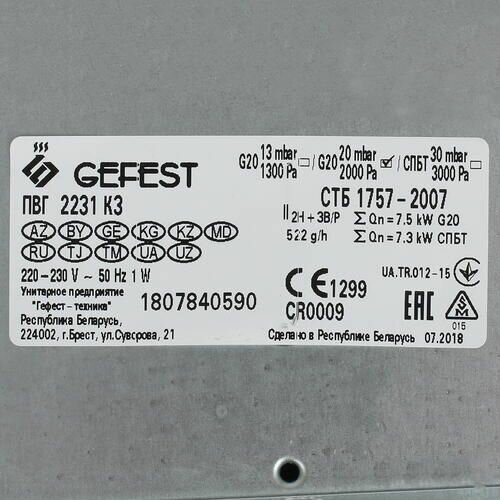 GEFEST
G20 13 mbar 1300 Pa / G20 20 mbar 2000 Pa / СПБТ 30 mbar 3000 Pa
ПВГ 2231 К3
СТБ 1757-2007
II 2H + 3B/P Σ Qn = 7.5 kW G20
522 g/h Σ Qn = 7.3 kW СПБТ
AZ BY GE KG KZ MD
RU TJ TM UA UZ
220-230 V ~ 50 Hz 1 W
Унитарное предприятие
"Гефест - техника"
1807840590
Республика Беларусь,
224002, г.Брест, ул.Суворова, 21
CE 1299
CR0009
UA.TR.012-15
EAC
015
Сделано в Республике Беларусь 07.2018